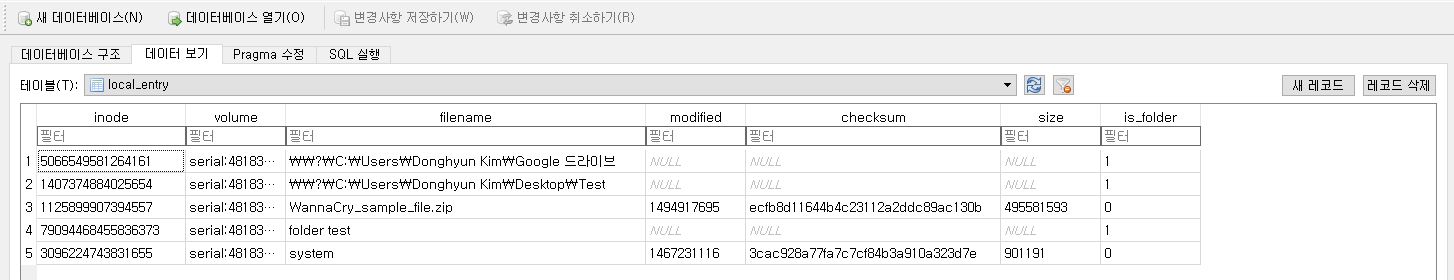 새 데이터베이스(N) 데이터베이스 열기(O) 변경사항 저장하기(W) 변경사항 취소하기(R)
데이터베이스 구조 데이터 보기 Pragma 수정 SQL 실행
테이블(T): local_entry 새 레코드 레코드 삭제
inode volume filename modified checksum size is_folder
필터 필터 필터 필터 필터 필터 필터
1 5066549581264161 serial:48183… ₩₩?₩C:₩Users₩Donghyun Kim₩Google 드라이브 NULL NULL NULL 1
2 1407374884025654 serial:48183… ₩₩?₩C:₩Users₩Donghyun Kim₩Desktop₩Test NULL NULL NULL 1
3 1125899907394557 serial:48183… WannaCry_sample_file.zip 1494917695 ecfb8d11644b4c23112a2ddc89ac130b 495581593 0
4 79094468455836373 serial:48183… folder test NULL NULL NULL 1
5 3096224743831655 serial:48183… system 1467231116 3cac928a77fa7c7cf84b3a910a323d7e 901191 0